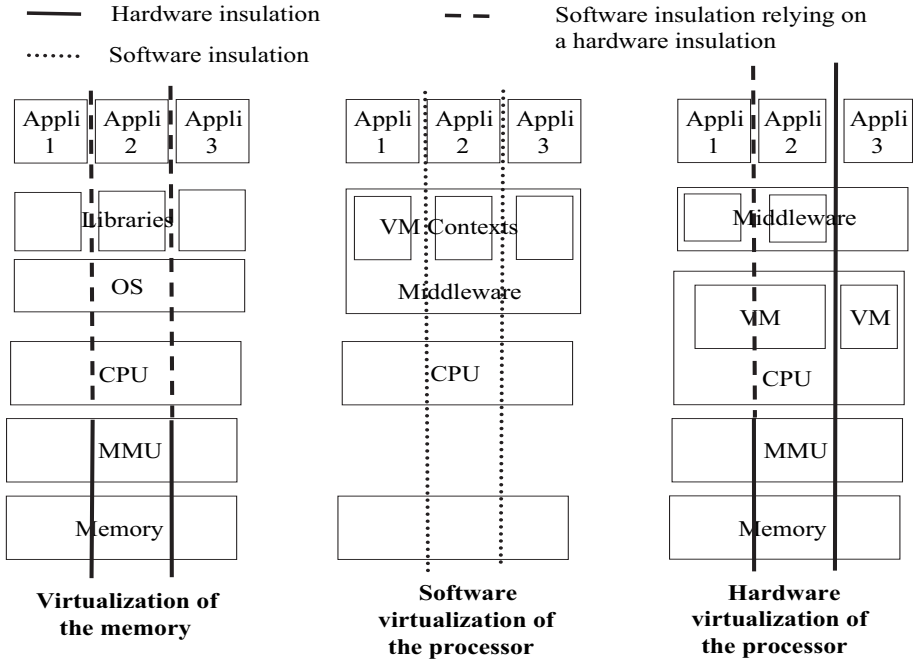 Hardware insulation
Software insulation
Software insulation relying on
a hardware insulation
Appli
1
Appli
2
Appli
3
Libraries
OS
CPU
MMU
Memory
Virtualization of
the memory
Appli
1
Appli
2
Appli
3
VM Contexts
Middleware
CPU
Software
virtualization of
the processor
Appli
1
Appli
2
Appli
3
Middleware
VM
VM
CPU
MMU
Memory
Hardware
virtualization of
the processor